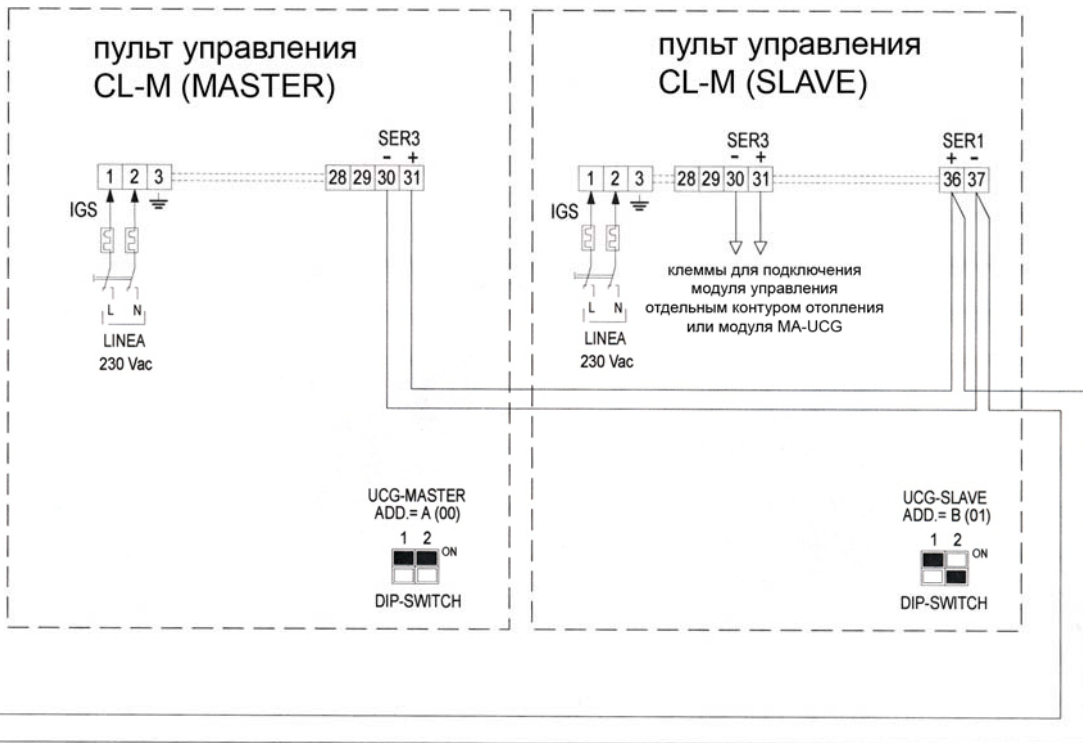 пульт управления
CL-M (MASTER)
SER3
- +
1 2 3
28 29 30 31
IGS
L N
LINEA
230 Vac
UCG-MASTER
ADD.= A (00)
1 2
ON
DIP-SWITCH
пульт управления
CL-M (SLAVE)
SER3
- +
SER1
+ -
1 2 3
28 29 30 31
36 37
IGS
клеммы для подключения
модуля управления
отдельным контуром отопления
или модуля MA-UCG
L N
LINEA
230 Vac
UCG-SLAVE
ADD.= B (01)
1 2
ON
DIP-SWITCH